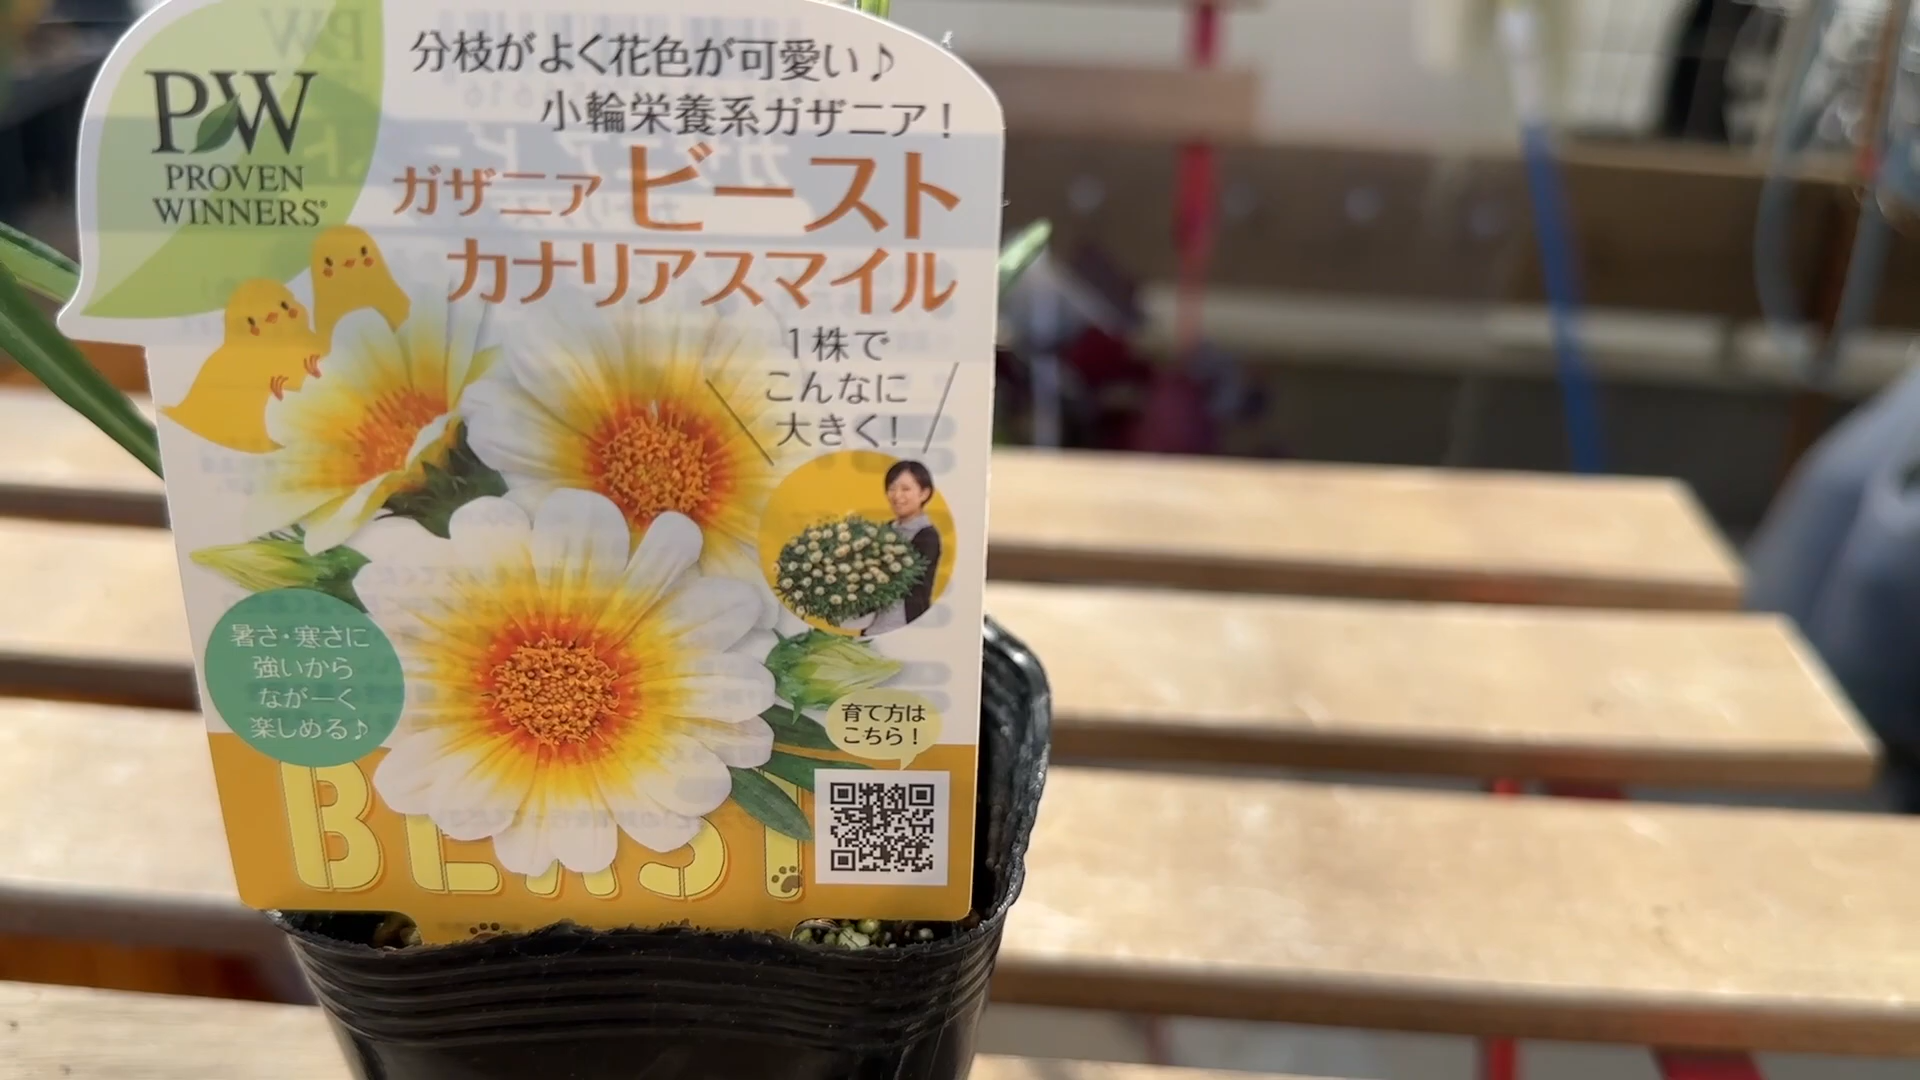 PW
PROVEN
WINNERS®
分枝がよく花色が可愛い♪
小輪栄養系ガザニア!
ガザニア ビースト
カナリアスマイル
1株で
こんなに
大きく!
暑さ・寒さに
強いから
ながーく
楽しめる♪
育て方は
こちら!
BEAST